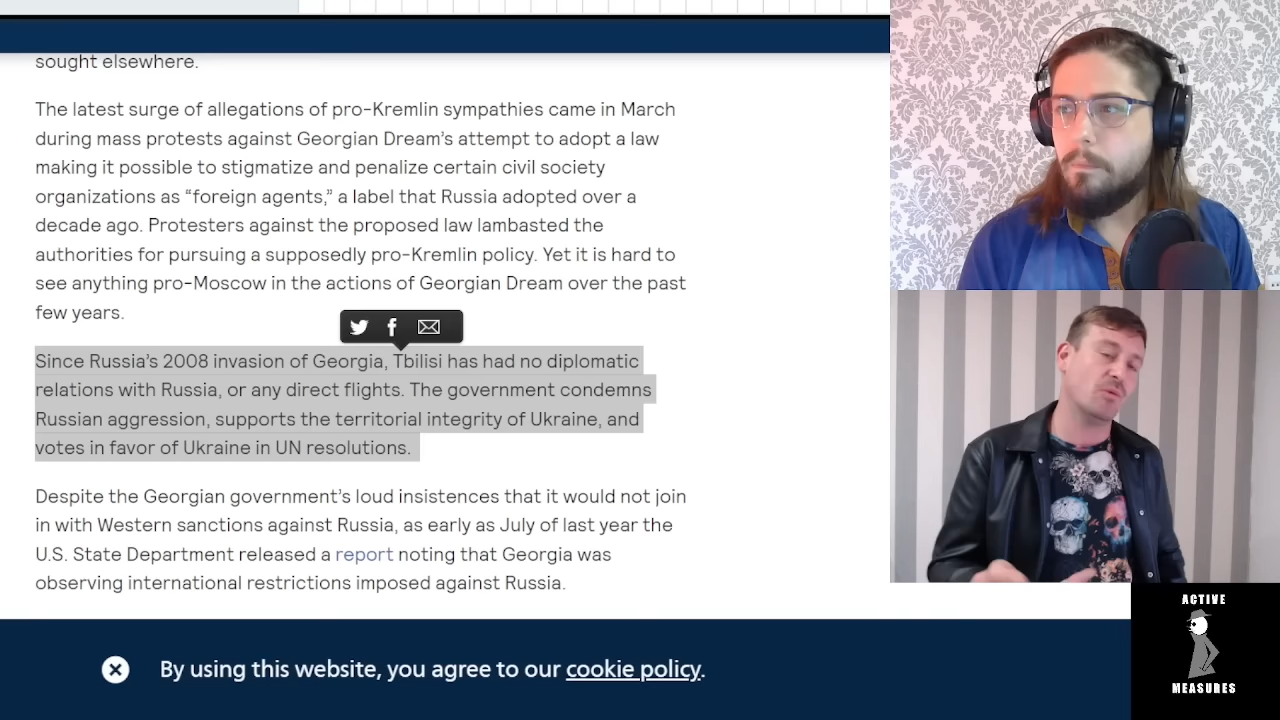 sought elsewhere.
The latest surge of allegations of pro-Kremlin sympathies came in March
during mass protests against Georgian Dream's attempt to adopt a law
making it possible to stigmatize and penalize certain civil society
organizations as “foreign agents,” a label that Russia adopted over a
decade ago. Protesters against the proposed law lambasted the
authorities for pursuing a supposedly pro-Kremlin policy. Yet it is hard to
see anything pro-Moscow in the actions of Georgian Dream over the past
few years.
Since Russia's 2008 invasion of Georgia, Tbilisi has had no diplomatic
relations with Russia, or any direct flights. The government condemns
Russian aggression, supports the territorial integrity of Ukraine, and
votes in favor of Ukraine in UN resolutions.
Despite the Georgian government's loud insistences that it would not join
in with Western sanctions against Russia, as early as July of last year the
U.S. State Department released a report noting that Georgia was
observing international restrictions imposed against Russia.
By using this website, you agree to our cookie policy.
ACTIVE
MEASURES